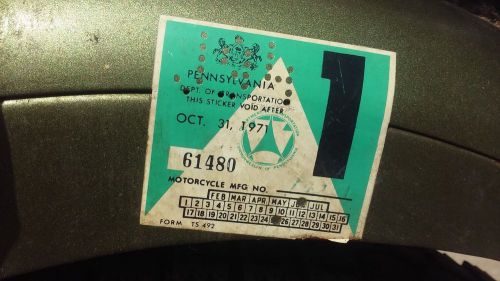 PENNSYLVANIA
DEPT. OF TRANSPORTATION
THIS STICKER VOID AFTER
OCT. 31, 1971
1
61480
MOTORCYCLE MFG NO.
FEB MAR APR MAY JUE JUL
1 2 3 4 5 6 7 8 9 10 11 12 13 14 15 16
17 18 19 20 21 22 23 24 26 27 28 29 30 31
FORM TS 492